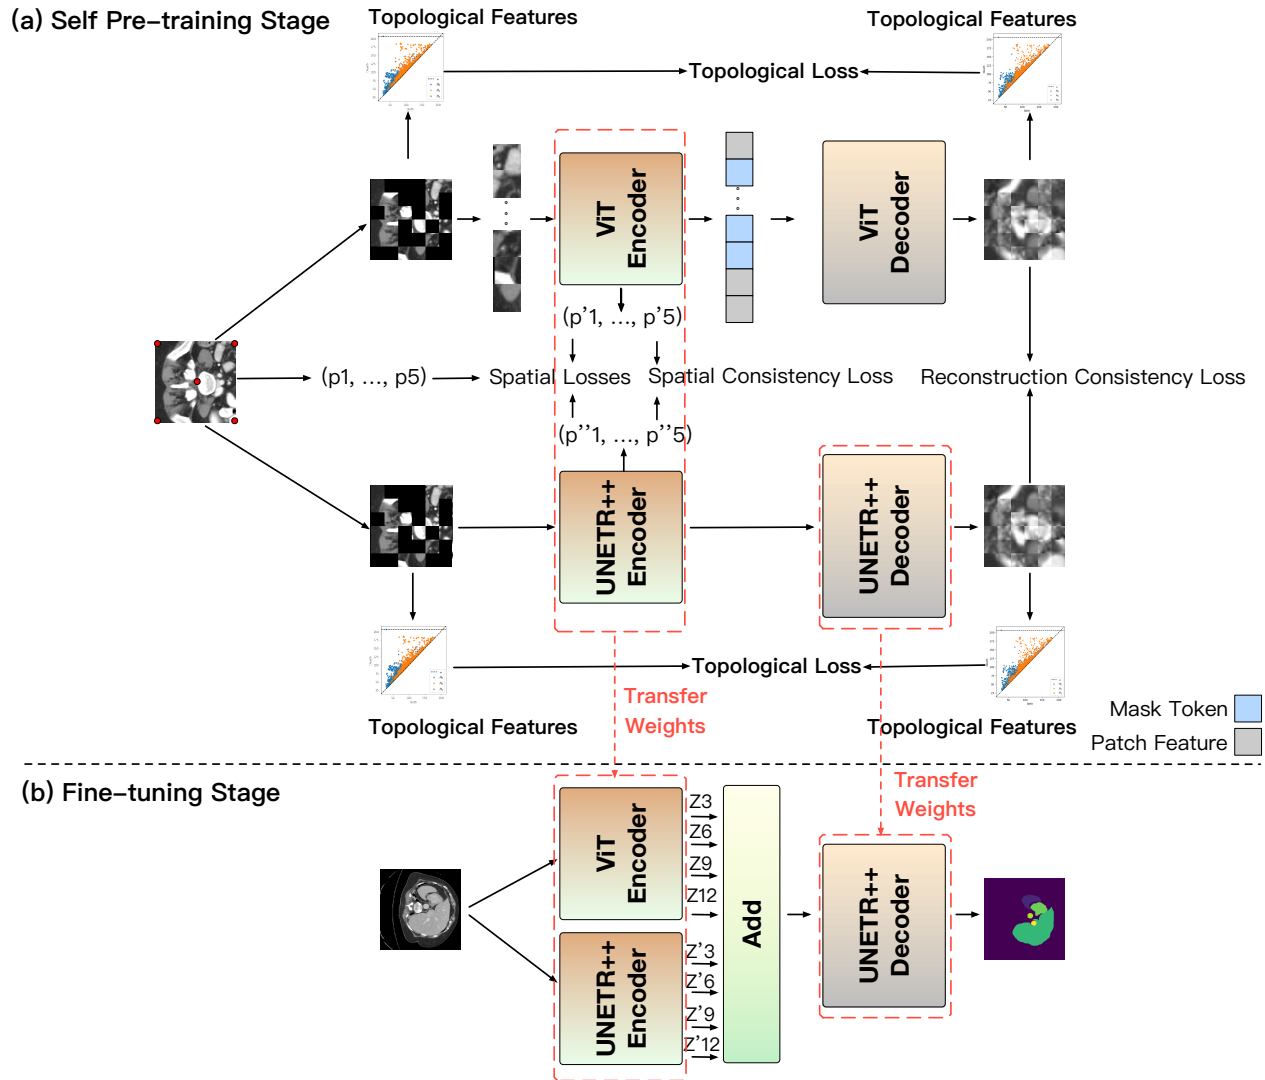 (a) Self Pre-training Stage
Topological Features
Topological Features
Topological Loss
ViT
Encoder
ViT
Decoder
(p'1, ..., p'5)
(p1, ..., p5)
Spatial Losses
Spatial Consistency Loss
Reconstruction Consistency Loss
(p''1, ..., p''5)
UNETR++
Encoder
UNETR++
Decoder
Topological Loss
Topological Features
Topological Features
Transfer
Weights
Mask Token
Patch Feature
(b) Fine-tuning Stage
Transfer
Weights
ViT
Encoder
Z3
Z6
Z9
Z12
UNETR++
Encoder
Z'3
Z'6
Z'9
Z'12
Add
UNETR++
Decoder